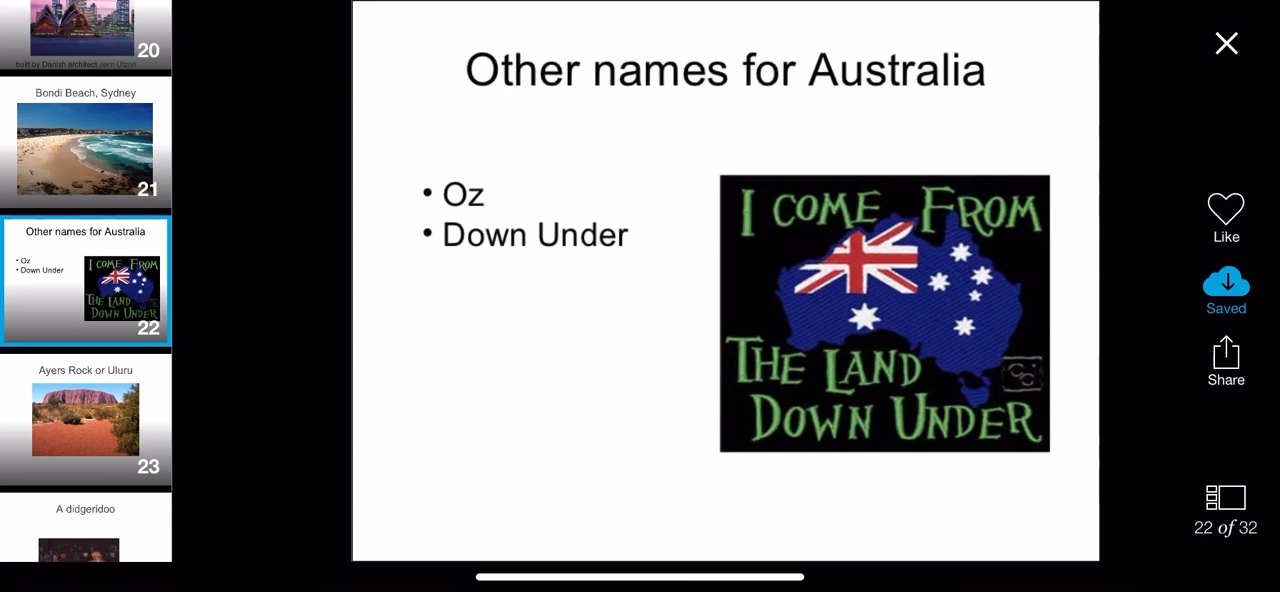 20
built by Danish architect Jørn Utzon
Bondi Beach, Sydney
21
Other names for Australia
• Oz
• Down Under
I COME FROM
THE LAND
DOWN UNDER
22
Ayers Rock or Uluru
23
A didgeridoo
Other names for Australia
• Oz
• Down Under
I COME FROM
THE LAND
DOWN UNDER
Like
Saved
Share
22 of 32